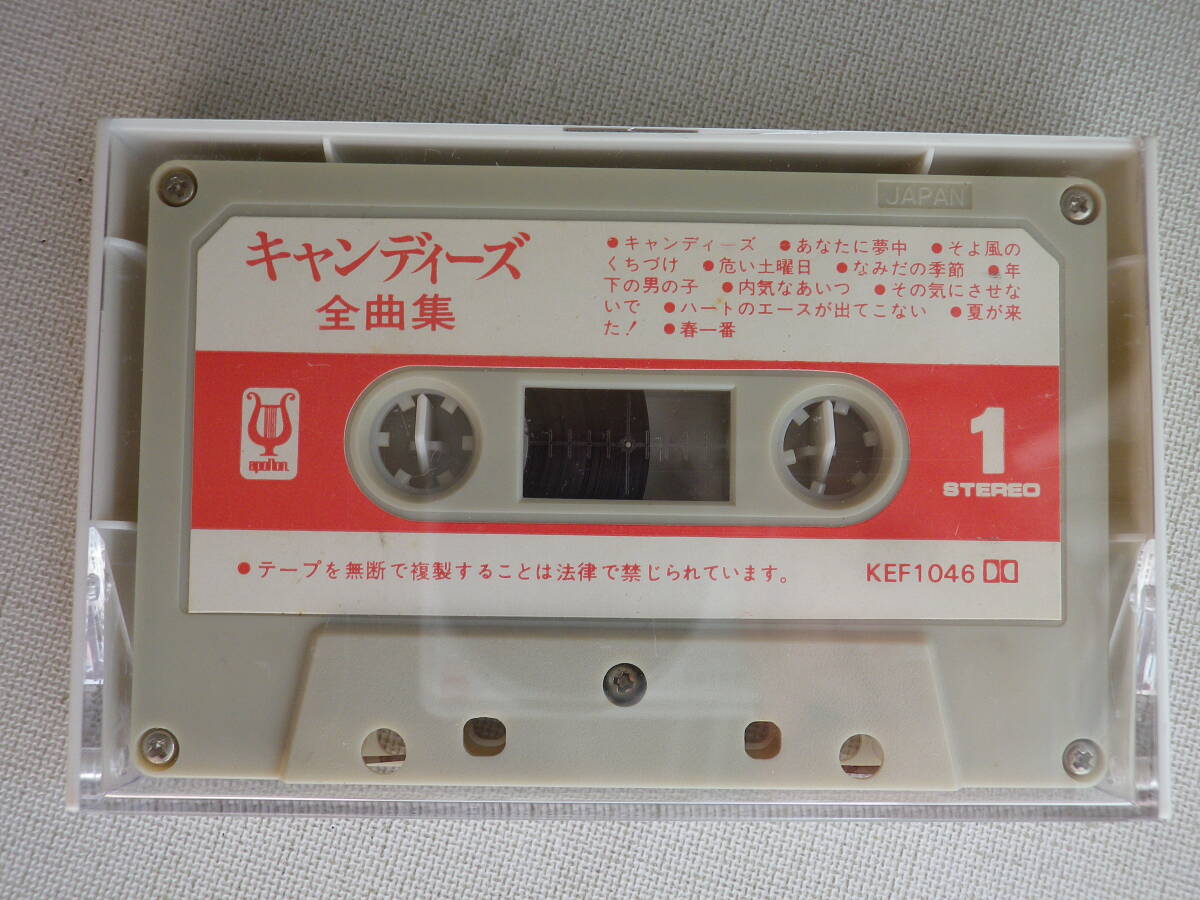 JAPAN
キャンディーズ
全曲集
●キャンディーズ ●あなたに夢中 ●そよ風の
くちづけ ●危い土曜日 ●なみだの季節 ●年
下の男の子 ●内気なあいつ ●その気にさせな
いで ●ハートのエースが出てこない ●夏が来
た! ●春一番
apollon
1
STEREO
●テープを無断で複製することは法律で禁じられています。
KEF1046